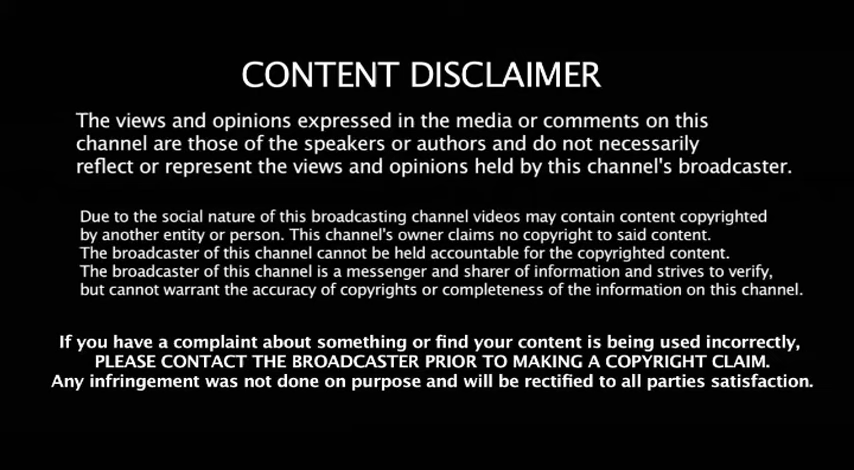 CONTENT DISCLAIMER
The views and opinions expressed in the media or comments on this
channel are those of the speakers or authors and do not necessarily
reflect or represent the views and opinions held by this channel's broadcaster.
Due to the social nature of this broadcasting channel videos may contain content copyrighted
by another entity or person. This channel's owner claims no copyright to said content.
The broadcaster of this channel cannot be held accountable for the copyrighted content.
The broadcaster of this channel is a messenger and sharer of information and strives to verify,
but cannot warrant the accuracy of copyrights or completeness of the information on this channel.
If you have a complaint about something or find your content is being used incorrectly,
PLEASE CONTACT THE BROADCASTER PRIOR TO MAKING A COPYRIGHT CLAIM.
Any infringement was not done on purpose and will be rectified to all parties satisfaction.